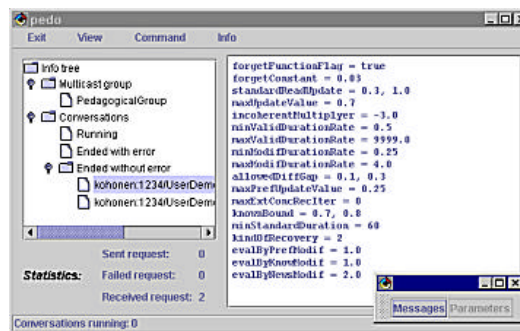 pedo
Exit View Command Info
Info tree
Multicast group
PedagogicalGroup
Conversations
Running
Ended with error
Ended without error
kohonen:1234/UserDem
kohonen:1234/UserDem
Sent request: 0
Statistics: Failed request: 0
Received request: 2
forgetFunctionFlag = true
forgetConstant = 0.03
standardReadUpdate = 0.3, 1.0
maxUpdateValue = 0.7
incoherentMultiplyer = -3.0
minValidDurationRate = 0.5
maxValidDurationRate = 9999.0
minModifDurationRate = 0.25
maxModifDurationRate = 4.0
allowedDiffGap = 0.1, 0.3
maxPrefUpdateValue = 0.25
maxExtConcRecIter = 0
knownBound = 0.7, 0.8
minStandardDuration = 60
kindOfRecovery = 2
evalByPrefModif = 1.0
evalByKnowModif = 1.0
evalByNewsModif = 2.0
Messages Parameters
Conversations running: 0